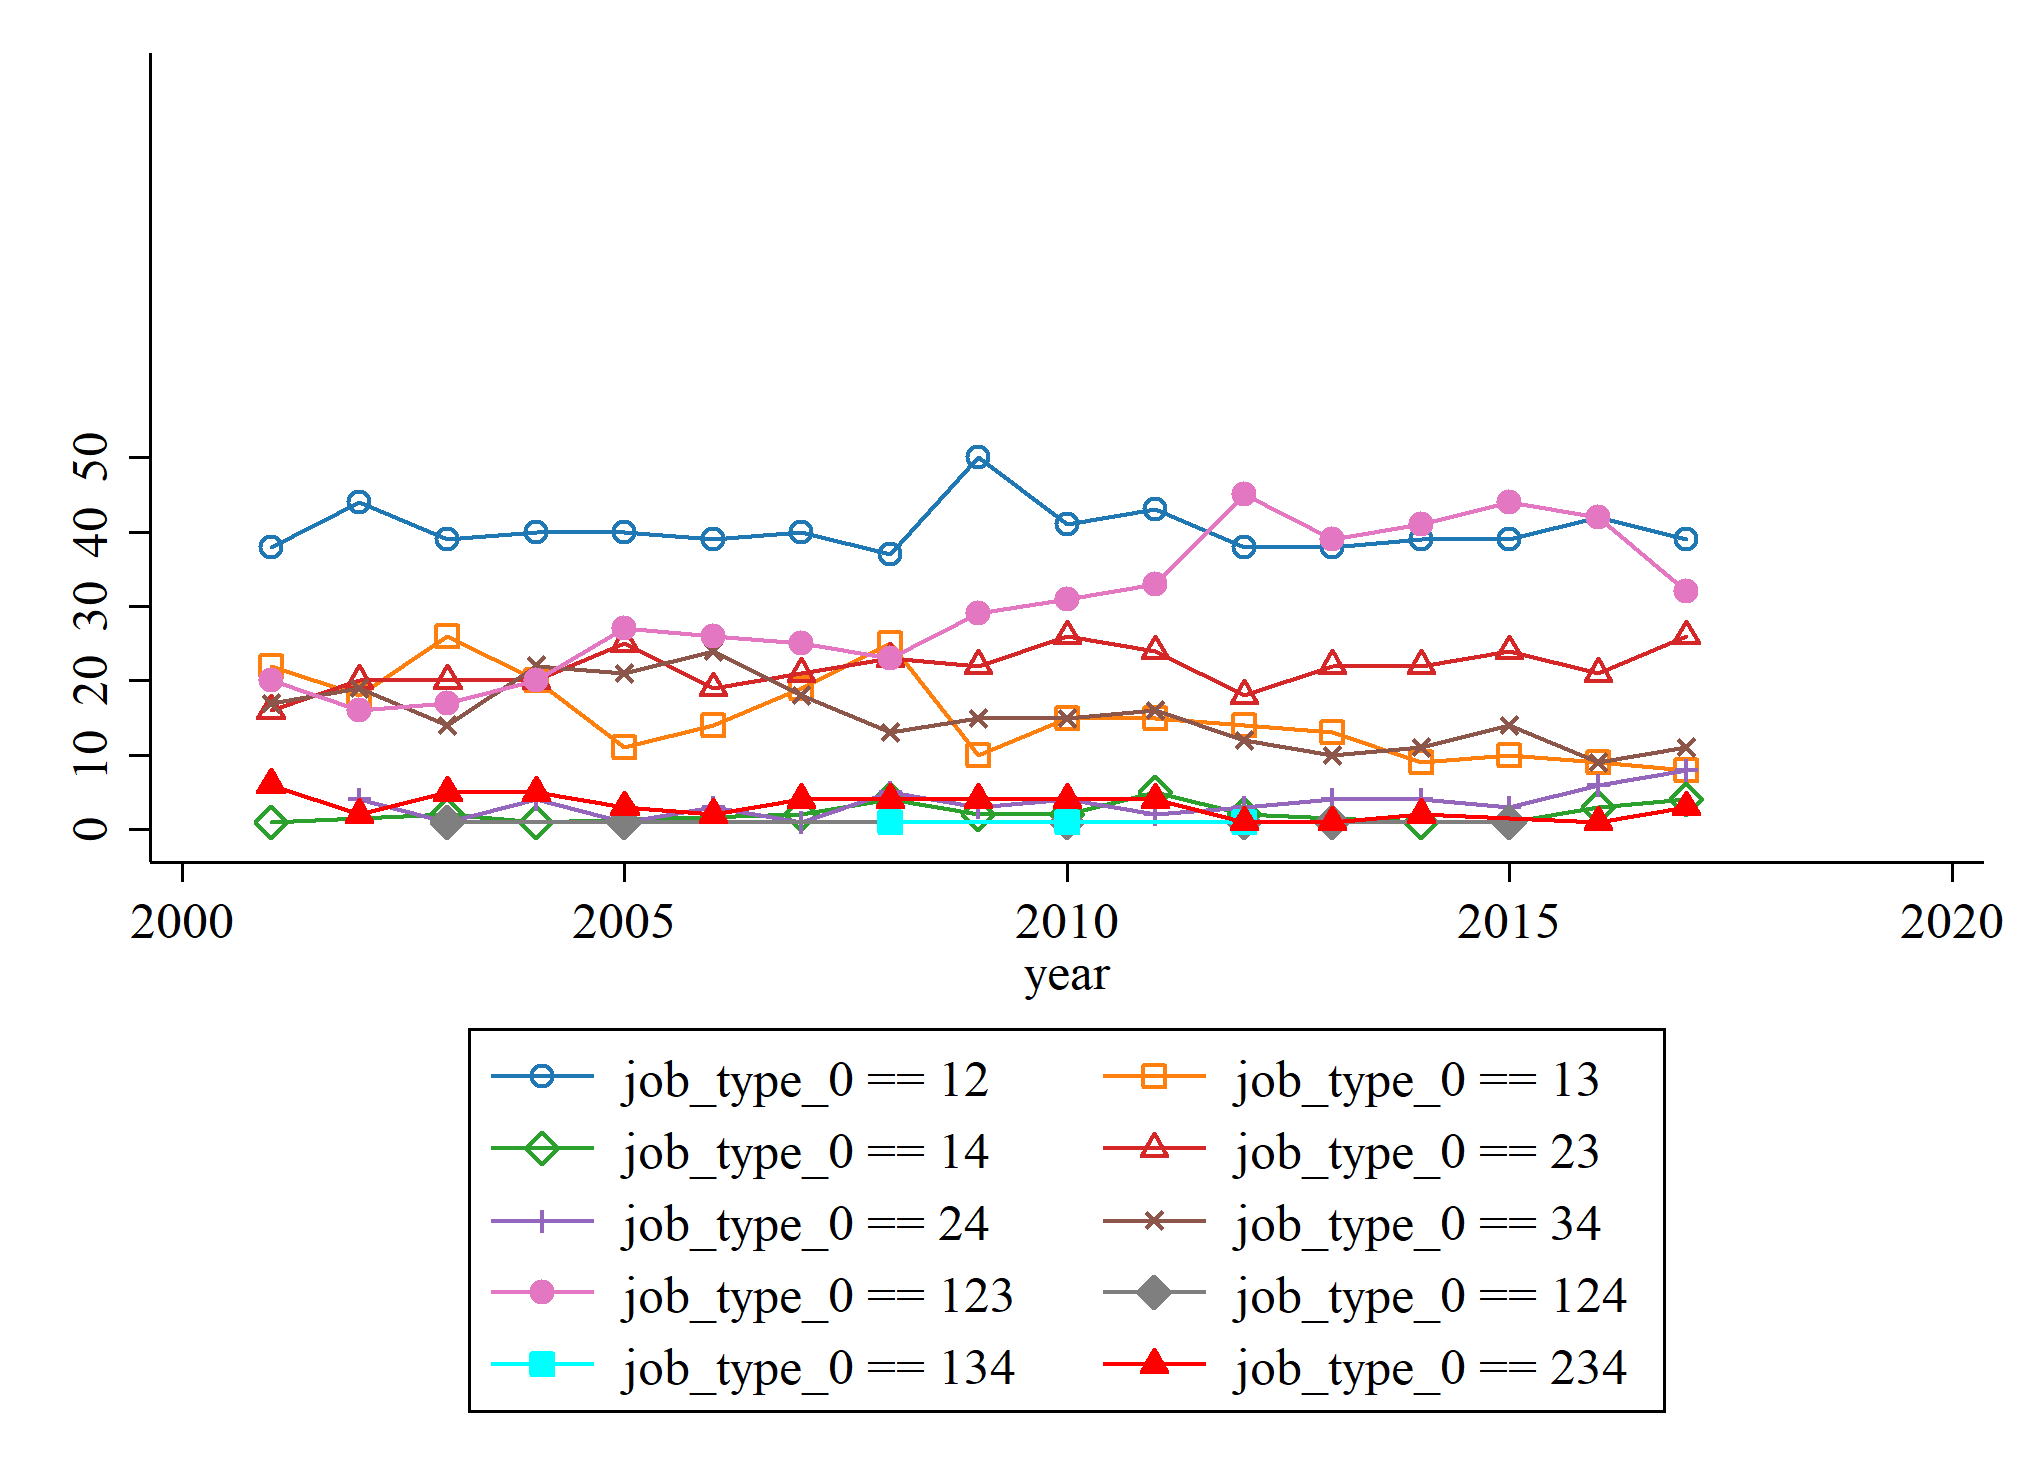 50
40
30
20
10
0
2000 2005 2010 2015 2020
year
job_type_0 == 12 job_type_0 == 13
job_type_0 == 14 job_type_0 == 23
job_type_0 == 24 job_type_0 == 34
job_type_0 == 123 job_type_0 == 124
job_type_0 == 134 job_type_0 == 234